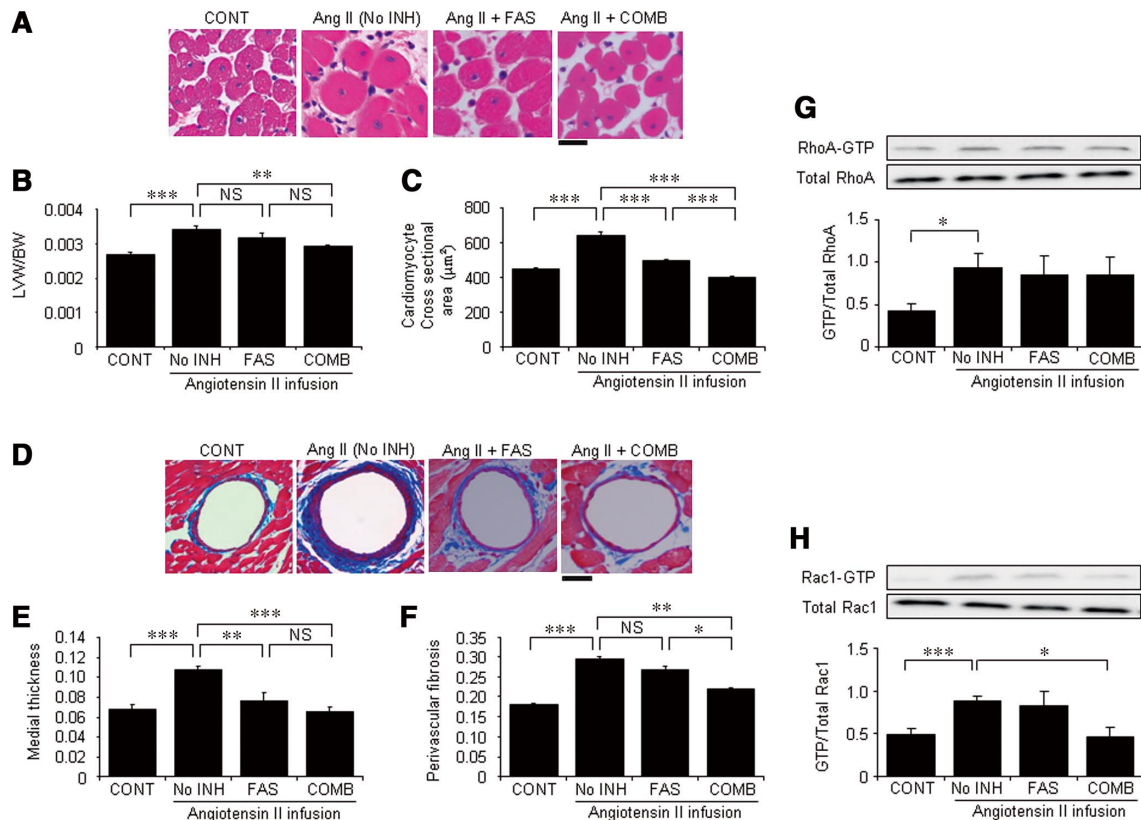 A
CONT
Ang II (No INH)
Ang II + FAS
Ang II + COMB
B
LVW/BW
0.004
0.003
0.002
0.001
0
***
**
NS
NS
CONT
No INH
FAS
COMB
Angiotensin II infusion
C
Cardiomyocyte
Cross sectional
area (μm²)
800
600
400
200
0
***
***
***
***
CONT
No INH
FAS
COMB
Angiotensin II infusion
D
CONT
Ang II (No INH)
Ang II + FAS
Ang II + COMB
E
Medial thickness
0.14
0.12
0.10
0.08
0.06
0.04
0.02
0.00
***
***
**
NS
CONT
No INH
FAS
COMB
Angiotensin II infusion
F
Perivascular fibrosis
0.35
0.30
0.25
0.20
0.15
0.10
0.05
0
***
**
NS
*
CONT
No INH
FAS
COMB
Angiotensin II infusion
G
RhoA-GTP
Total RhoA
GTP/Total RhoA
1.5
1.0
0.5
0
*
CONT
No INH
FAS
COMB
Angiotensin II infusion
H
Rac1-GTP
Total Rac1
GTP/Total Rac1
1.5
1.0
0.5
0
***
*
CONT
No INH
FAS
COMB
Angiotensin II infusion